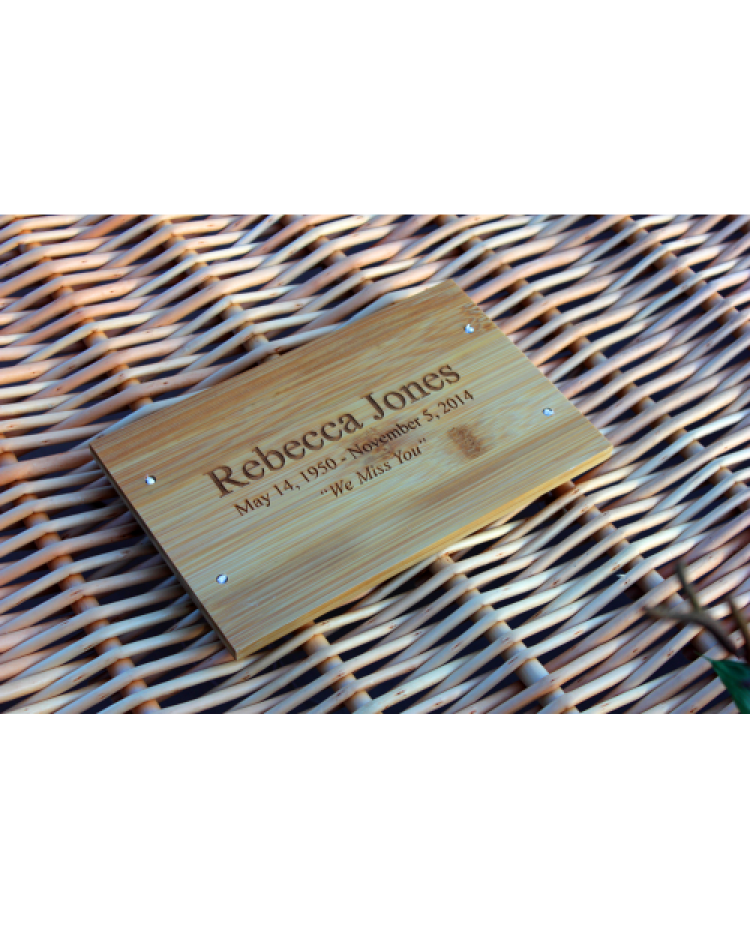 Rebecca Jones
May 14, 1950 - November 5, 2014
“We Miss You“